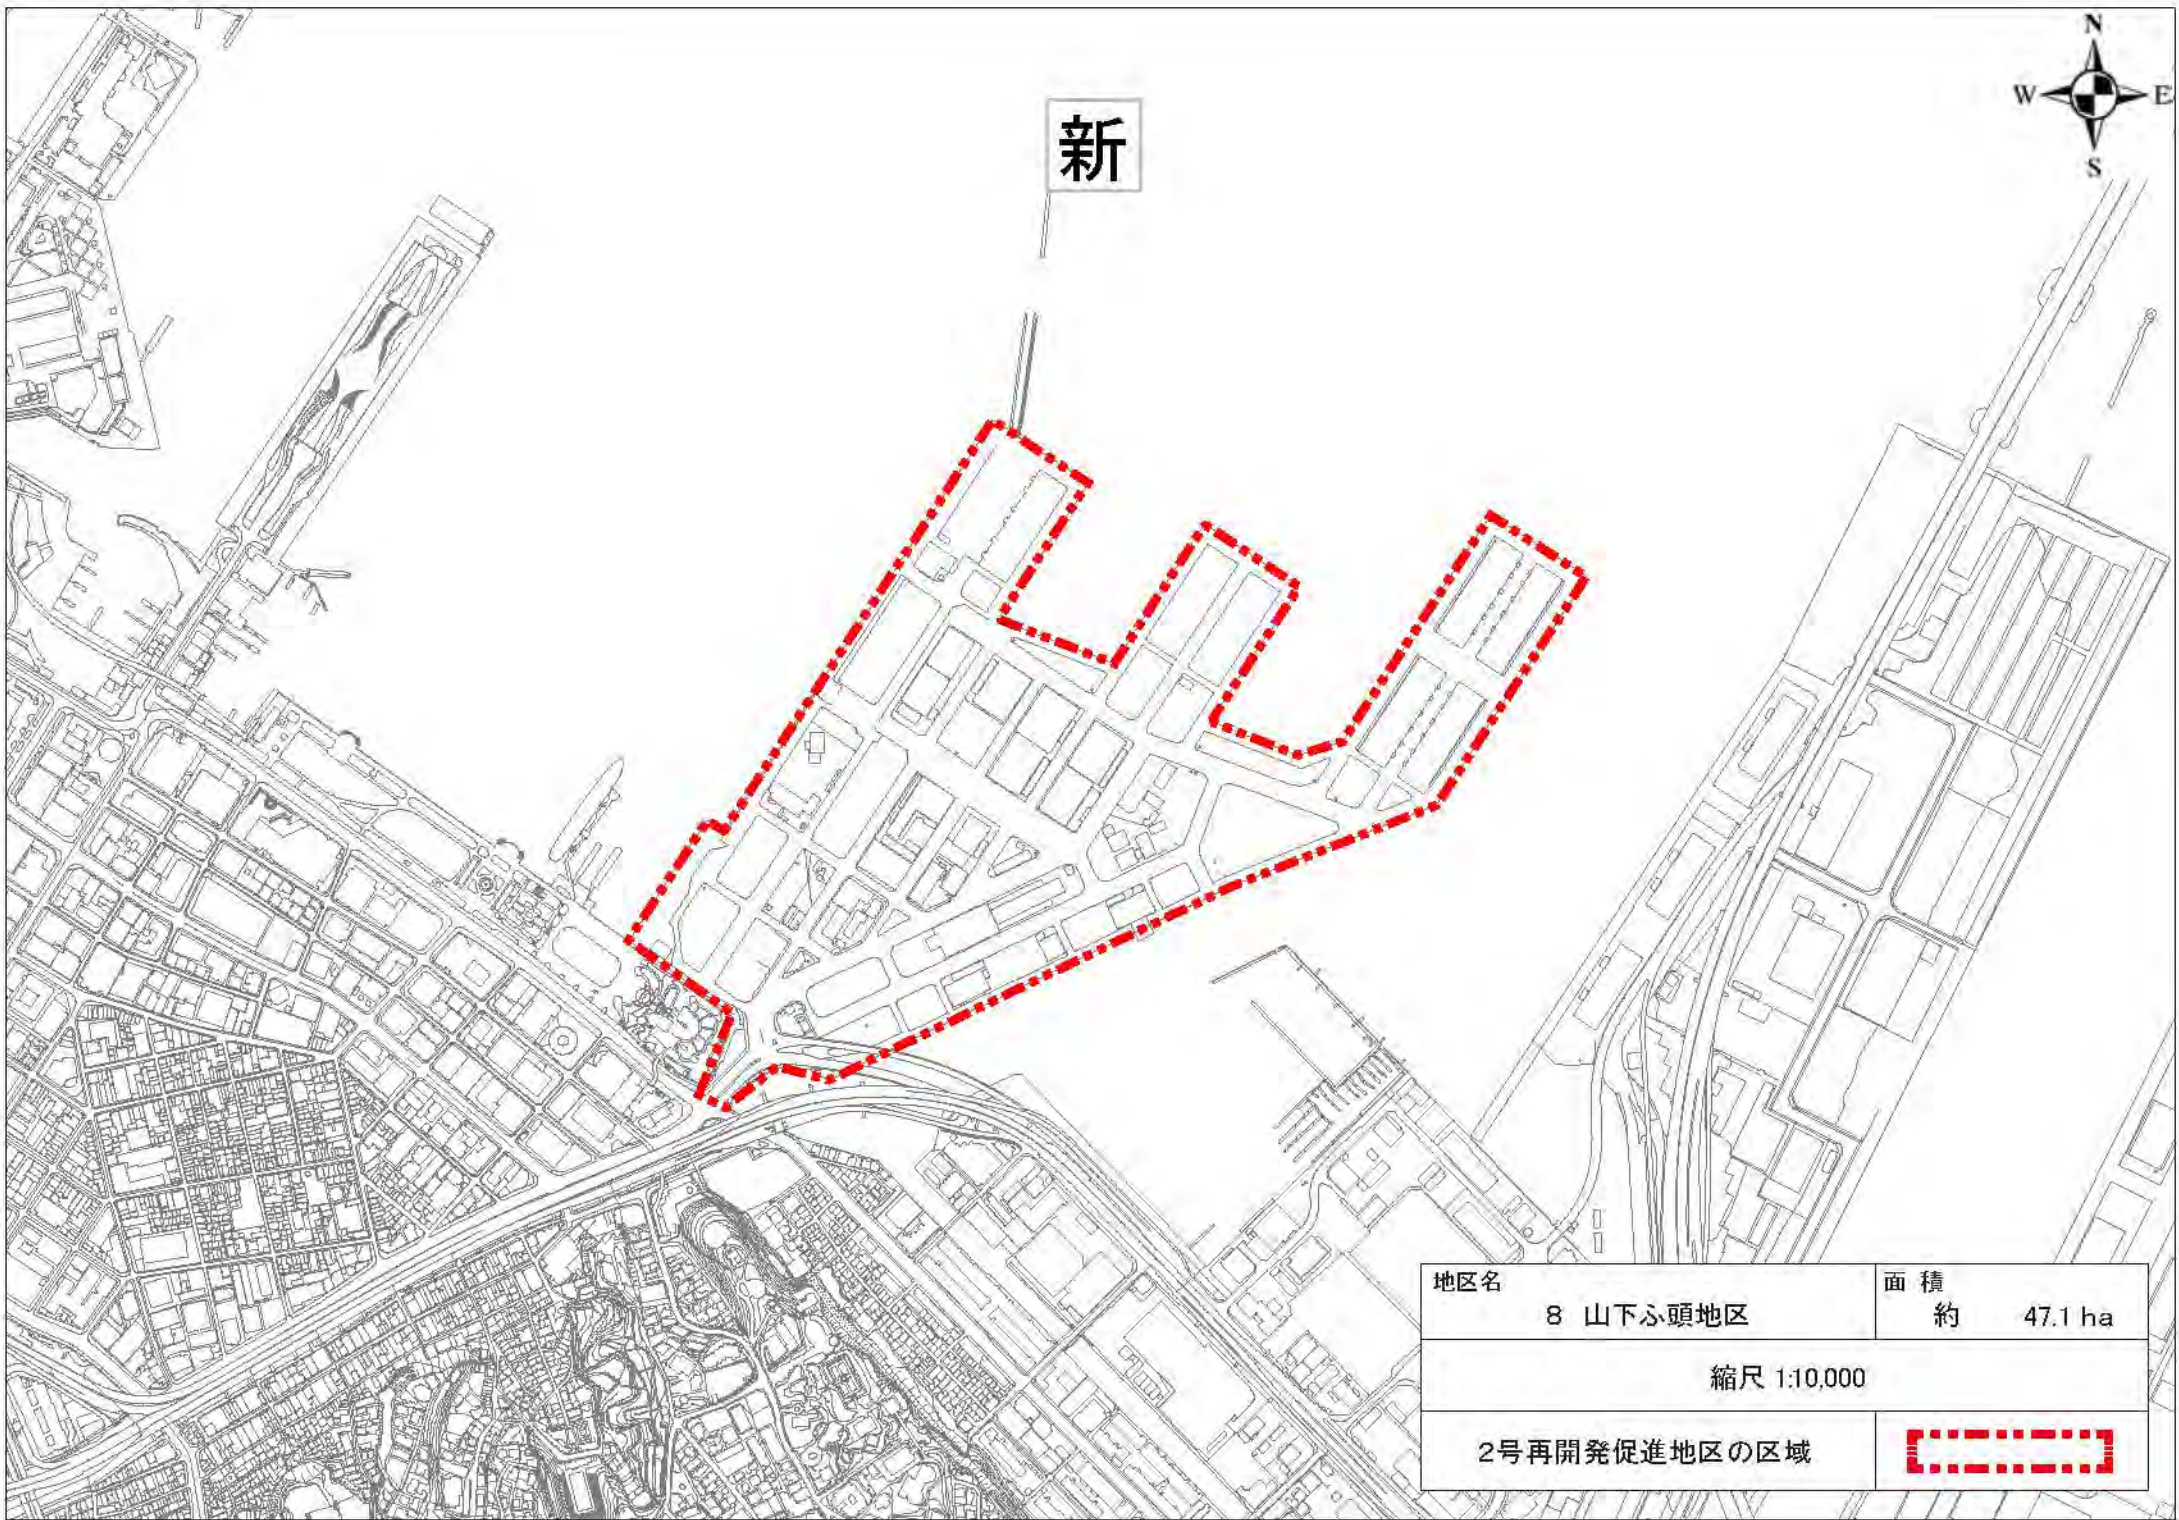 新
N
W E
S
地区名
8 山下ふ頭地区
面 積
約 47.1 ha
縮尺 1:10,000
2号再開発促進地区の区域